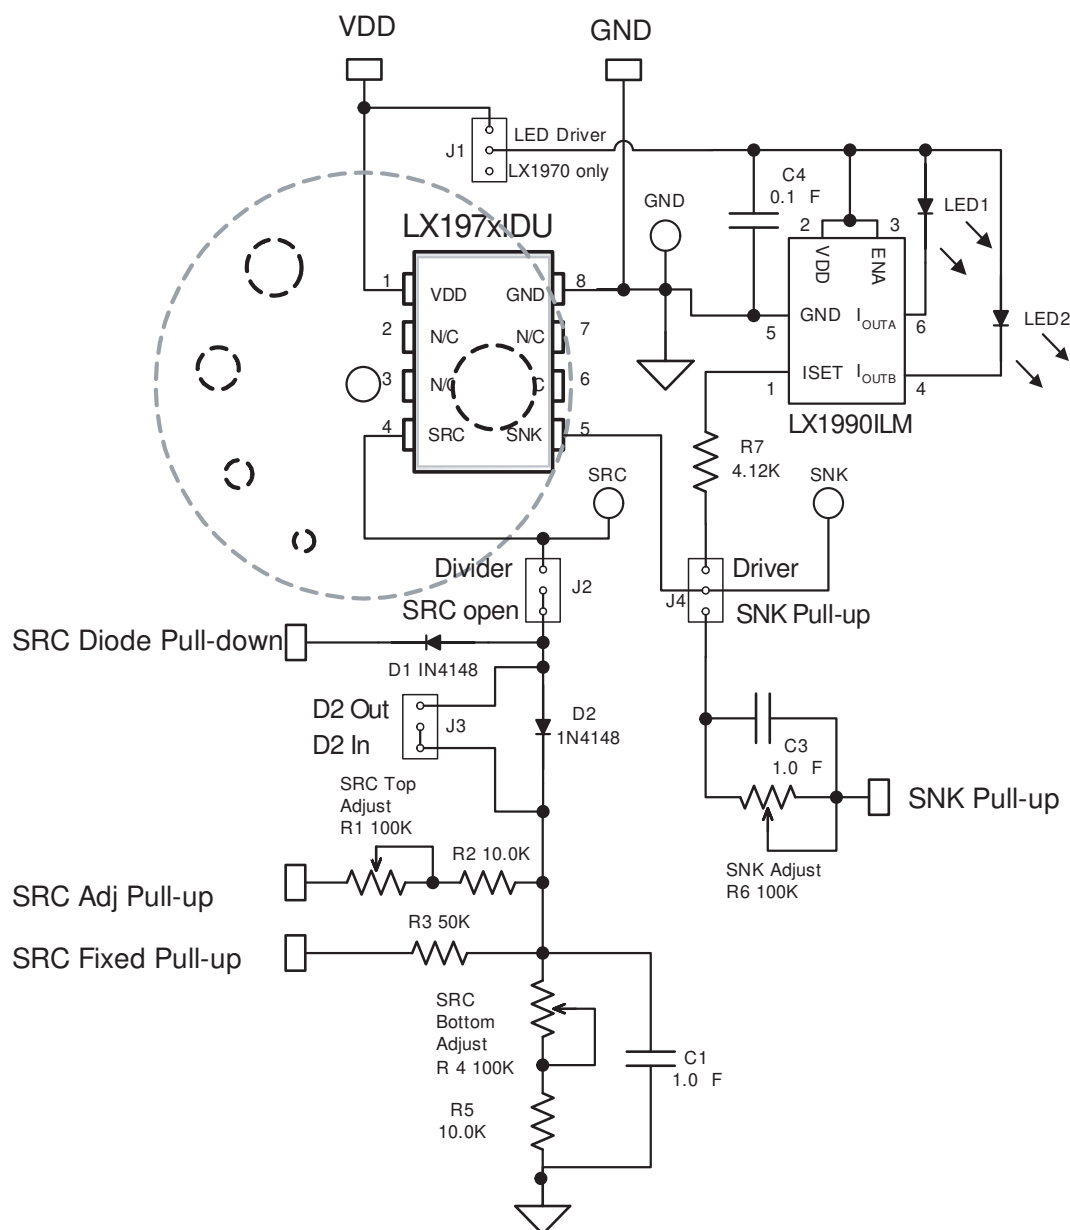 VDD
GND
LED Driver
J1
LX1970 only
C4
0.1 F
LED1
GND
LX197xIDU
2
3
VDD
ENA
1
VDD
GND
8
GND
I OUTA
5
6
LED2
2
N/C
N/C
7
3
N/C
C
6
ISET
I OUTB
1
4
4
SRC
SNK
5
LX1990ILM
R7
4.12K
SRC
SNK
Divider
J2
SRC open
Driver
J4
SNK Pull-up
SRC Diode Pull-down
D1 IN4148
D2 Out
J3
D2 In
D2
1N4148
C3
1.0 F
SNK Pull-up
SRC Top
Adjust
R1 100K
R2 10.0K
SNK Adjust
R6 100K
SRC Adj Pull-up
R3 50K
SRC Fixed Pull-up
SRC
Bottom
Adjust
R 4 100K
C1
1.0 F
R5
10.0K